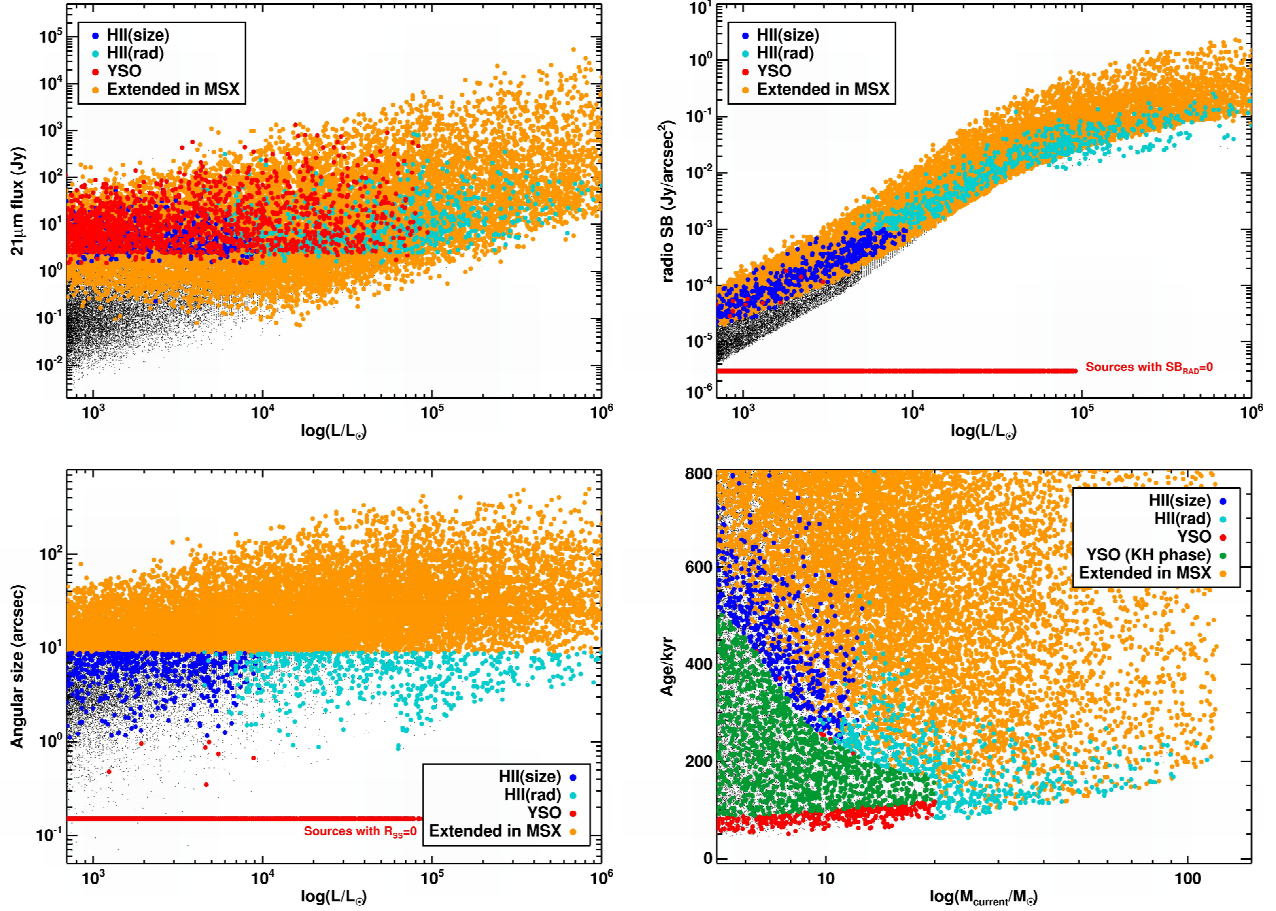 HII(size)
HII(rad)
YSO
Extended in MSX
10⁵
10⁴
10³
10²
10¹
10⁰
10⁻¹
10⁻²
21μm flux (Jy)
10³
10⁴
10⁵
10⁶
log(L/L☉)
HII(size)
HII(rad)
YSO
Extended in MSX
10¹
10⁰
10⁻¹
10⁻²
10⁻³
10⁻⁴
10⁻⁵
10⁻⁶
radio SB (Jy/arcsec²)
Sources with SB_RAD=0
10³
10⁴
10⁵
10⁶
log(L/L☉)
10²
10¹
10⁰
10⁻¹
Angular size (arcsec)
HII(size)
HII(rad)
YSO
Extended in MSX
Sources with R_SS=0
10³
10⁴
10⁵
10⁶
log(L/L☉)
800
600
400
200
0
Age/kyr
HII(size)
HII(rad)
YSO
YSO (KH phase)
Extended in MSX
10
100
log(M_current/M☉)